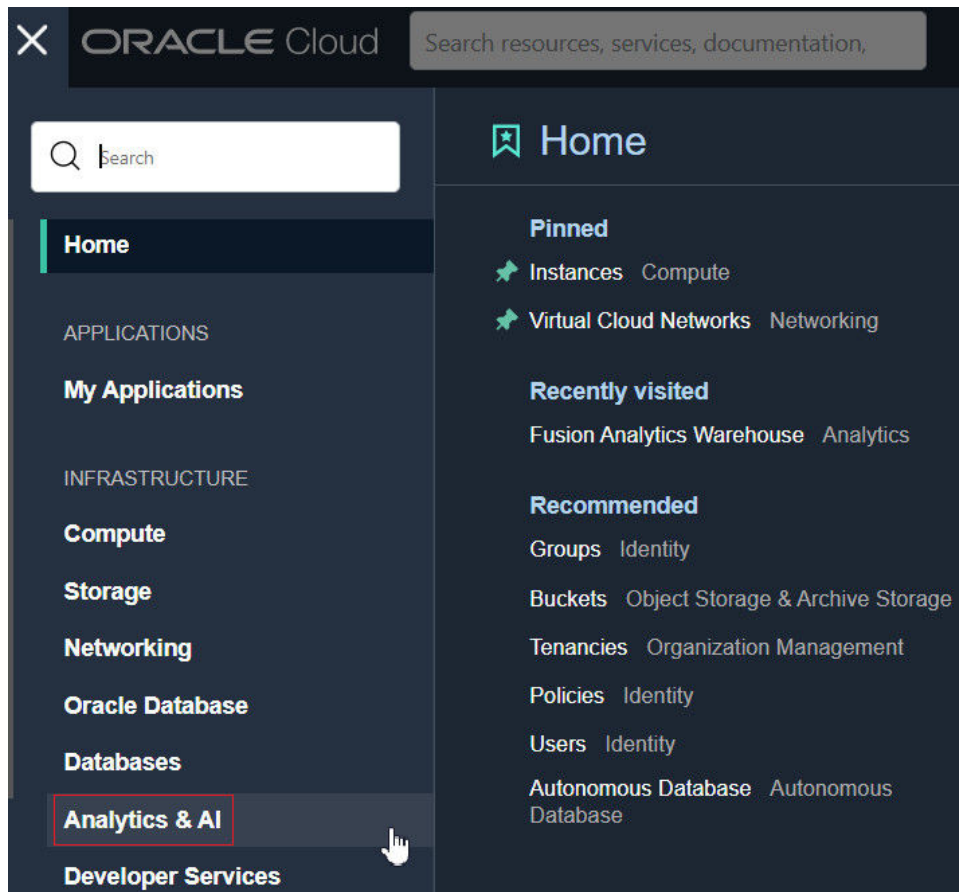 ORACLE Cloud
Search resources, services, documentation,
Search
Home
APPLICATIONS
My Applications
INFRASTRUCTURE
Compute
Storage
Networking
Oracle Database
Databases
Analytics & AI
Developer Services
Home
Pinned
Instances Compute
Virtual Cloud Networks Networking
Recently visited
Fusion Analytics Warehouse Analytics
Recommended
Groups Identity
Buckets Object Storage & Archive Storage
Tenancies Organization Management
Policies Identity
Users Identity
Autonomous Database Autonomous
Database